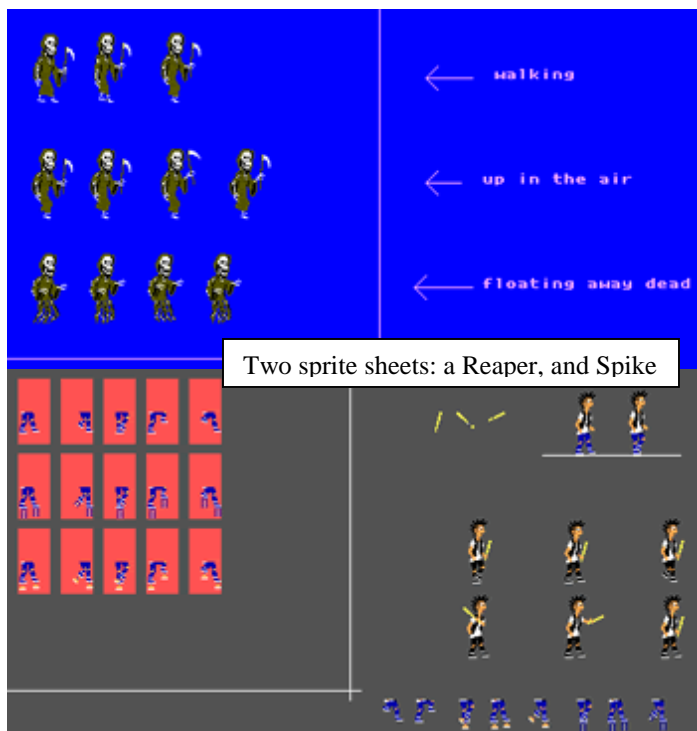 walking
up in the air
floating away dead
Two sprite sheets: a Reaper, and Spike